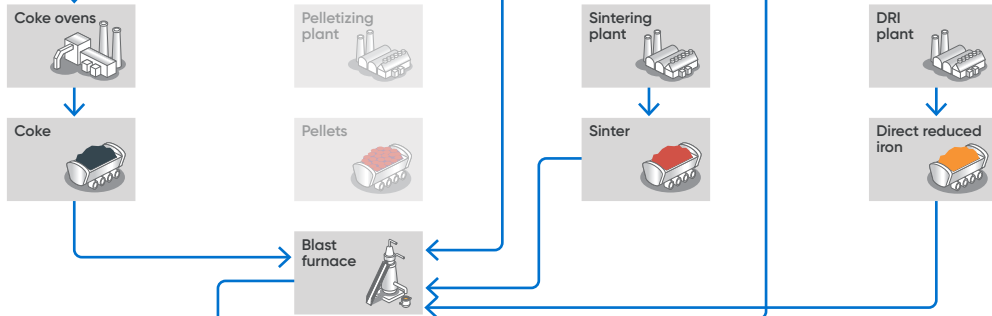 Coke ovens
Pelletizing
plant
Sintering
plant
DRI
plant
Coke
Pellets
Sinter
Direct reduced
iron
Blast
furnace